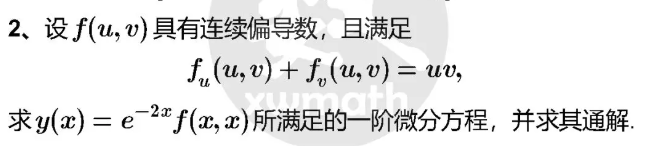 2、设 f(u, v) 具有连续偏导数，且满足
f_u(u, v) + f_v(u, v) = uv,
求 y(x) = e^{-2x} f(x, x) 所满足的一阶微分方程，并求其通解.
xwmath